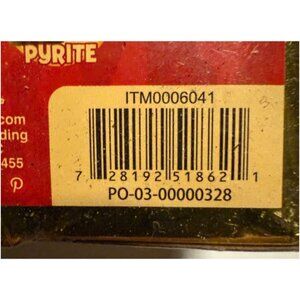 PYRITE
ITM0006041
.com
ding
455
7 28192 51862 1
PO-03-00000328